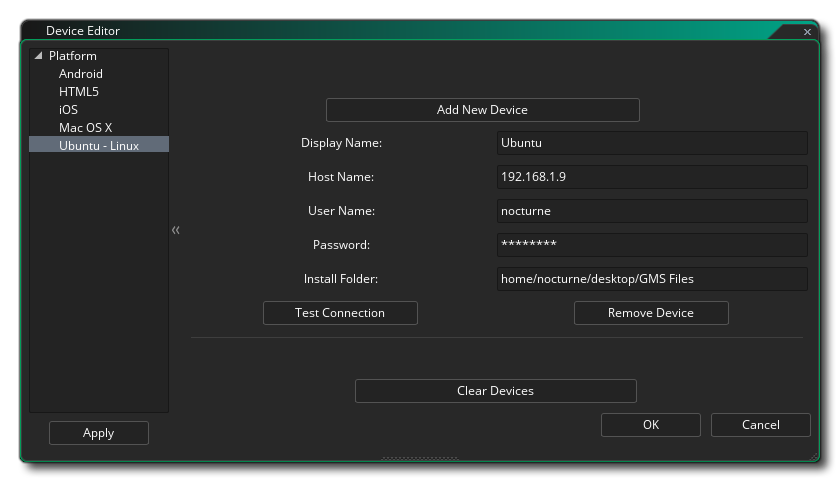 Device Editor
Platform
Android
HTML5
iOS
Mac OS X
Ubuntu - Linux
Apply
Add New Device
Display Name: Ubuntu
Host Name: 192.168.1.9
User Name: nocturne
Password: ********
Install Folder: home/nocturne/desktop/GMS Files
Test Connection Remove Device
Clear Devices
OK Cancel